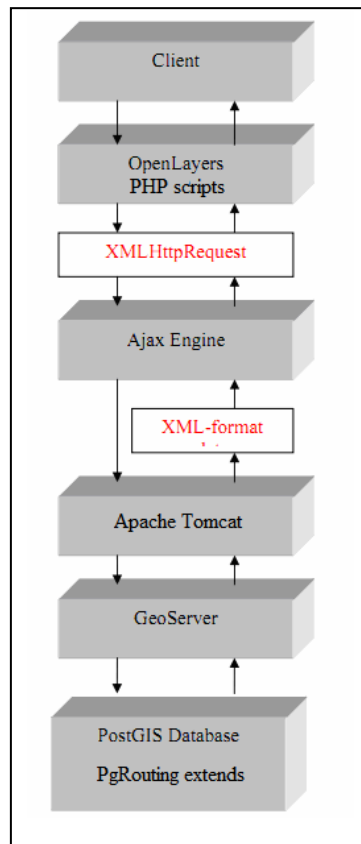 Client
OpenLayers
PHP scripts
XMLHttpRequest
Ajax Engine
XML-format
Apache Tomcat
GeoServer
PostGIS Database
PgRouting extends